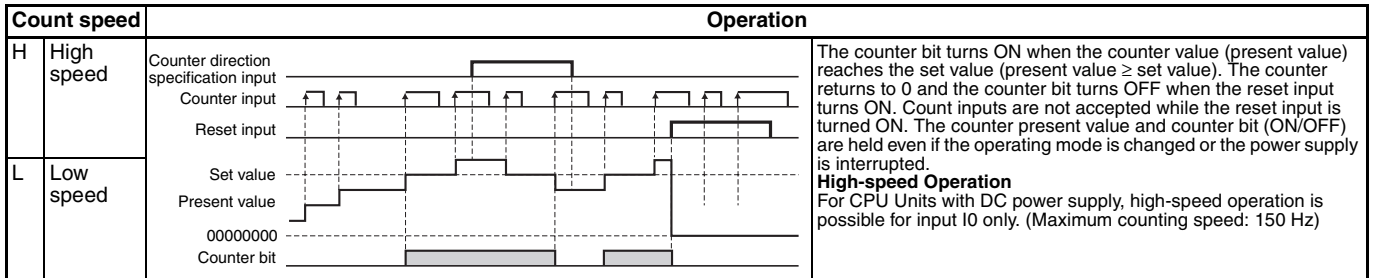 Count speed
Operation
H
High speed
L
Low speed
Counter direction
specification input
Counter input
Reset input
Set value
Present value
00000000
Counter bit
The counter bit turns ON when the counter value (present value)
reaches the set value (present value ≥ set value). The counter
returns to 0 and the counter bit turns OFF when the reset input
turns ON. Count inputs are not accepted while the reset input is
turned ON. The counter present value and counter bit (ON/OFF)
are held even if the operating mode is changed or the power supply
is interrupted.
High-speed Operation
For CPU Units with DC power supply, high-speed operation is
possible for input I0 only. (Maximum counting speed: 150 Hz)